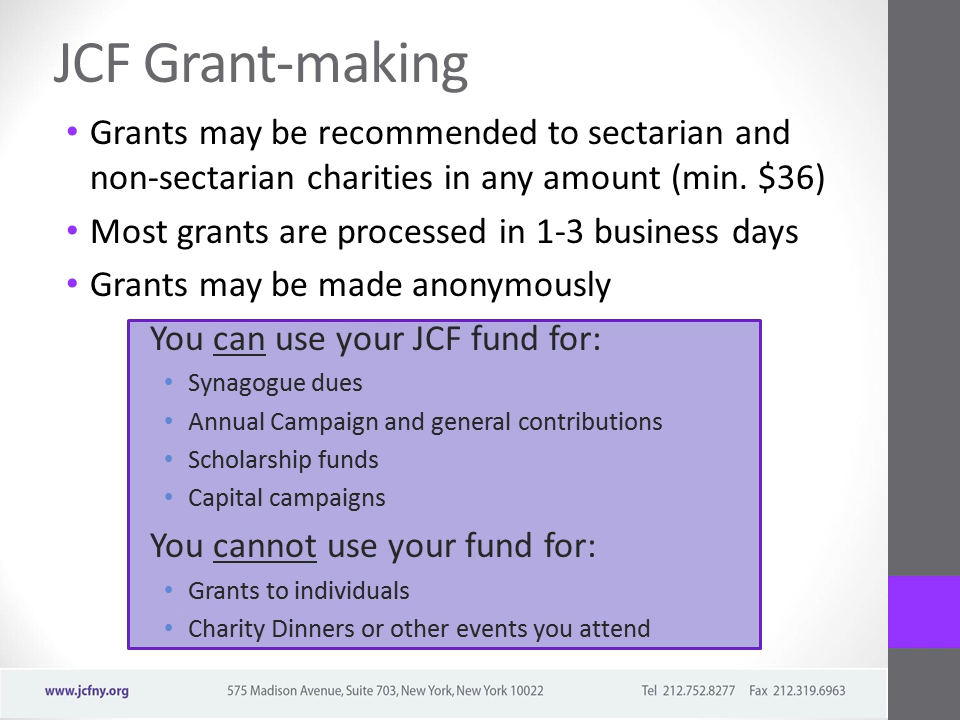 JCF Grant-making
• Grants may be recommended to sectarian and
non-sectarian charities in any amount (min. $36)
• Most grants are processed in 1-3 business days
• Grants may be made anonymously
You can use your JCF fund for:
• Synagogue dues
• Annual Campaign and general contributions
• Scholarship funds
• Capital campaigns
You cannot use your fund for:
• Grants to individuals
• Charity Dinners or other events you attend
www.jcfny.org 575 Madison Avenue, Suite 703, New York, New York 10022 Tel 212.752.8277 Fax 212.319.6963